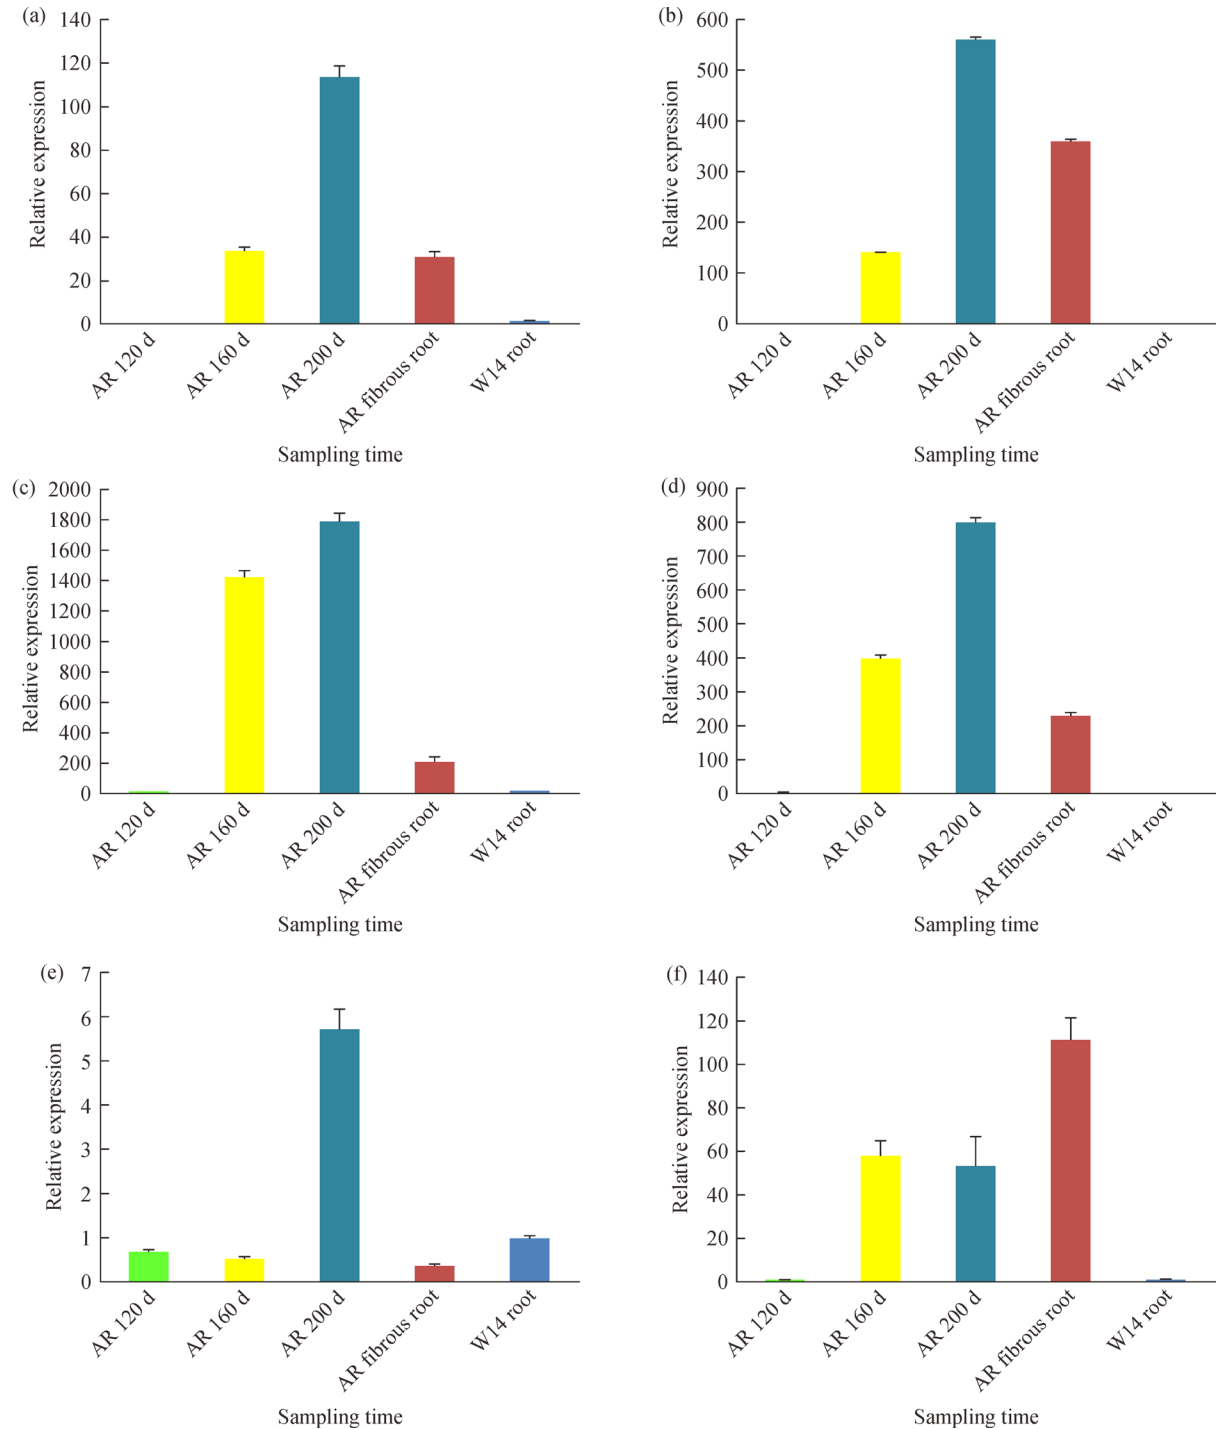 (a)
140
120
100
80
60
40
20
0
Relative expression
AR 120 d
AR 160 d
AR 200 d
AR fibrous root
W14 root
Sampling time
(b)
600
500
400
300
200
100
0
Relative expression
AR 120 d
AR 160 d
AR 200 d
AR fibrous root
W14 root
Sampling time
(c)
2000
1800
1600
1400
1200
1000
800
600
400
200
0
Relative expression
AR 120 d
AR 160 d
AR 200 d
AR fibrous root
W14 root
Sampling time
(d)
900
800
700
600
500
400
300
200
100
0
Relative expression
AR 120 d
AR 160 d
AR 200 d
AR fibrous root
W14 root
Sampling time
(e)
7
6
5
4
3
2
1
0
Relative expression
AR 120 d
AR 160 d
AR 200 d
AR fibrous root
W14 root
Sampling time
(f)
140
120
100
80
60
40
20
0
Relative expression
AR 120 d
AR 160 d
AR 200 d
AR fibrous root
W14 root
Sampling time